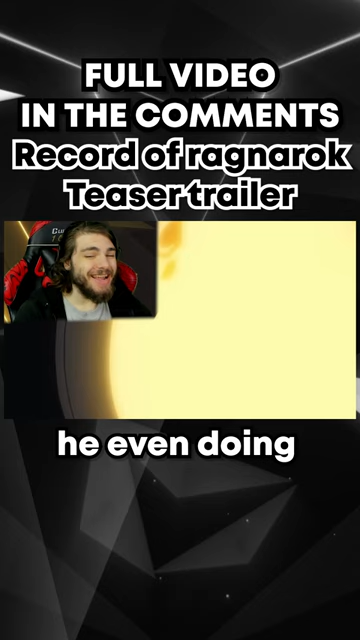 FULL VIDEO
IN THE COMMENTS
Record of ragnarok
Teaser trailer
he even doing